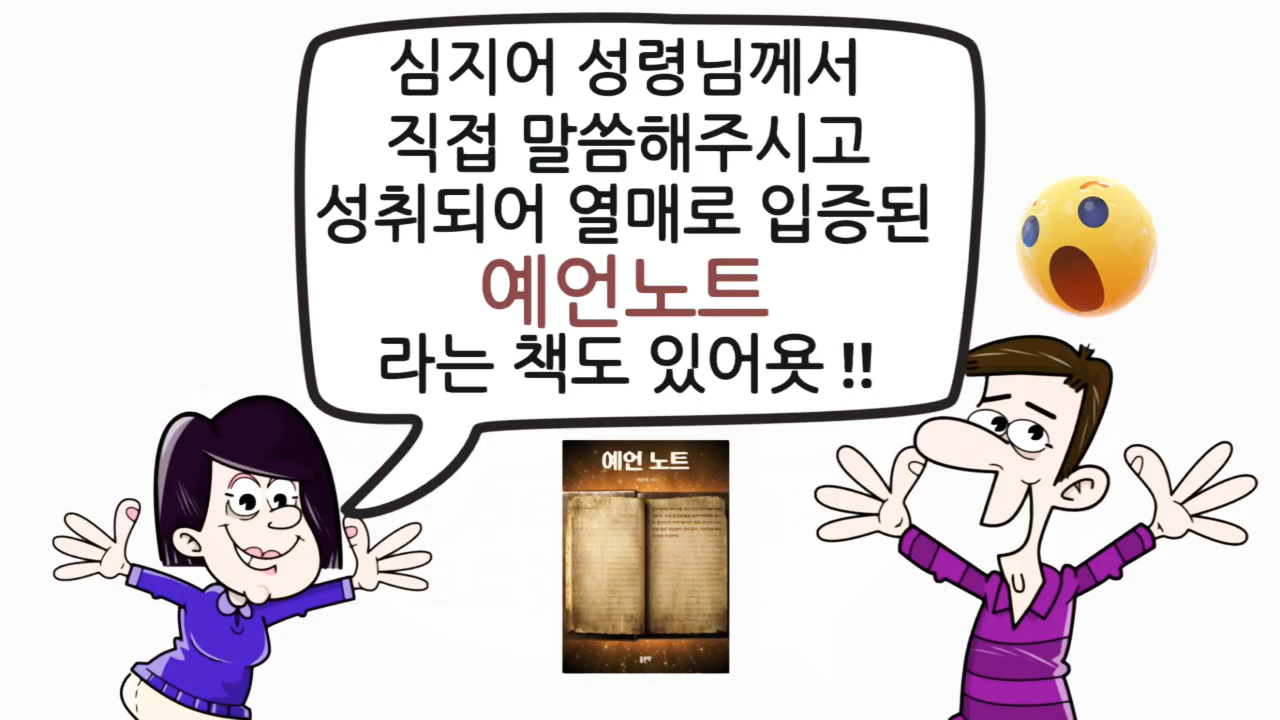 심지어 성령님께서
직접 말씀해주시고
성취되어 열매로 입증된
예언노트
라는 책도 있어욧 !!
예언 노트